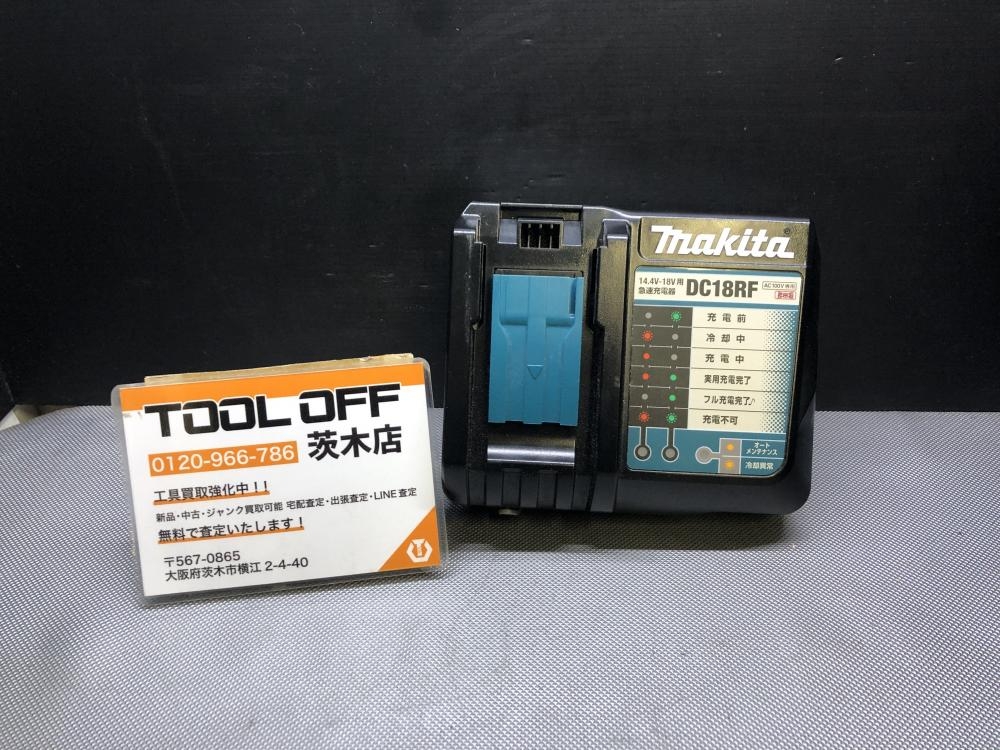 TOOL OFF
0120-966-786 茨木店
工具買取強化中！！
新品・中古・ジャンク買取可能 宅配査定・出張査定・LINE査定
無料で査定いたします！
〒567-0865
大阪府茨木市横江 2-4-40
makita®
14.4V-18V用
急速充電器 DC18RF AC100V専用
充電前
冷却中
充電中
実用充電完了
フル充電完了♪
充電不可
オート
メンテナンス
冷却異常